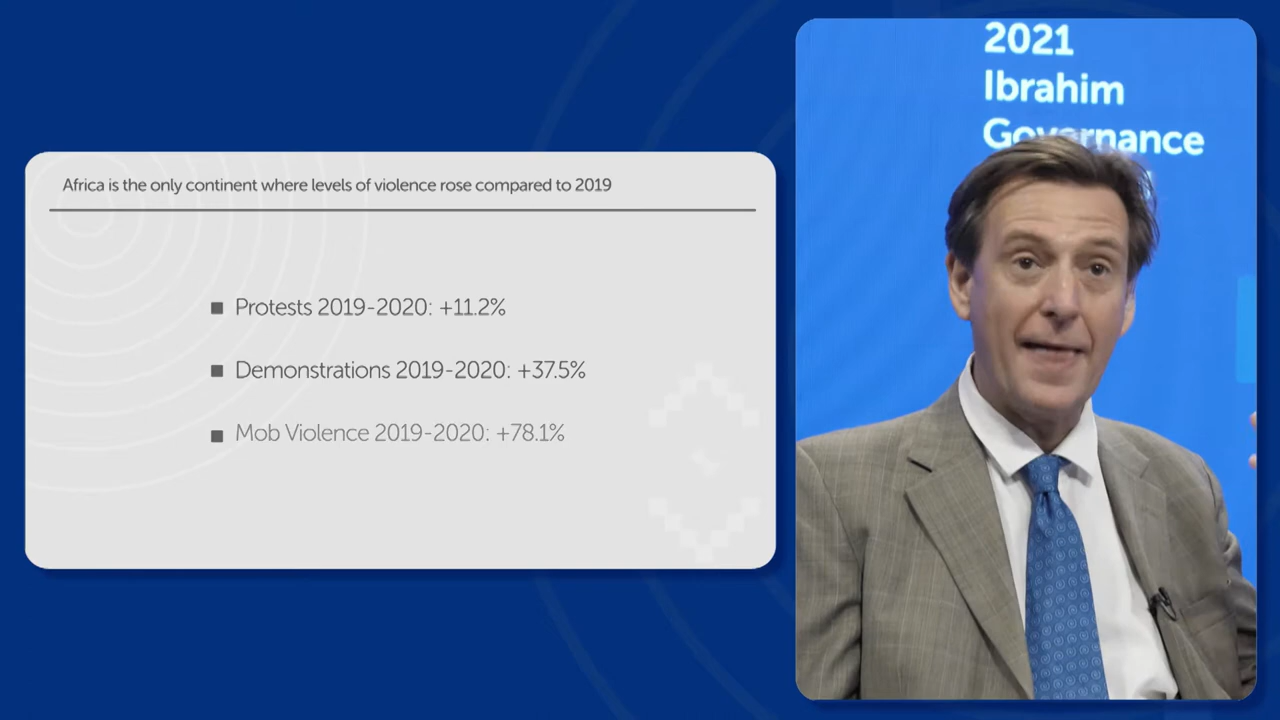 Africa is the only continent where levels of violence rose compared to 2019
Protests 2019-2020: +11.2%
Demonstrations 2019-2020: +37.5%
Mob Violence 2019-2020: +78.1%
2021
Ibrahim
Governance